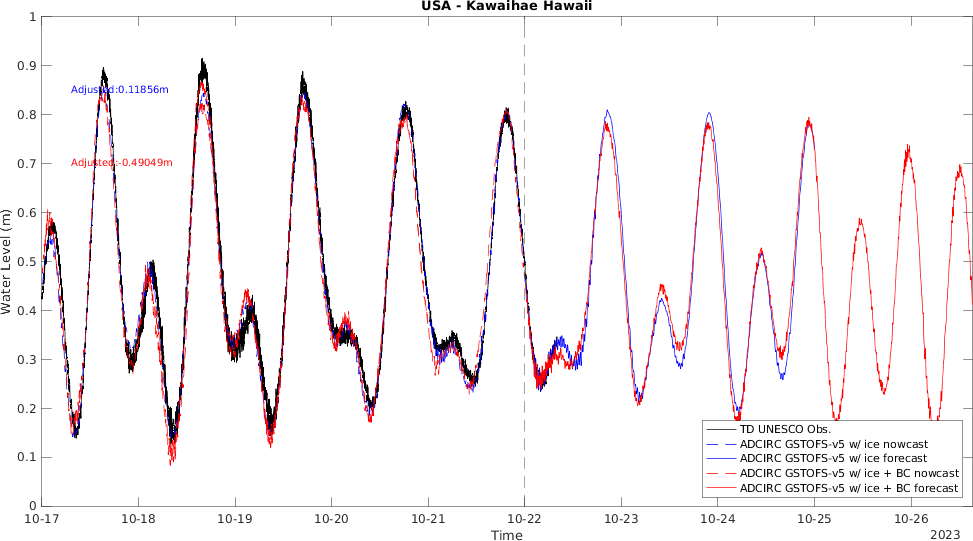 USA - Kawaihae Hawaii
1
0.9
0.8
0.7
0.6
0.5
0.4
0.3
0.2
0.1
0
Water Level (m)
Adjusted:0.11856m
Adjusted:-0.49049m
TD UNESCO Obs.
ADCIRC GSTOFS-v5 w/ ice nowcast
ADCIRC GSTOFS-v5 w/ ice forecast
ADCIRC GSTOFS-v5 w/ ice + BC nowcast
ADCIRC GSTOFS-v5 w/ ice + BC forecast
10-17 10-18 10-19 10-20 10-21 10-22 10-23 10-24 10-25 10-26
Time
2023